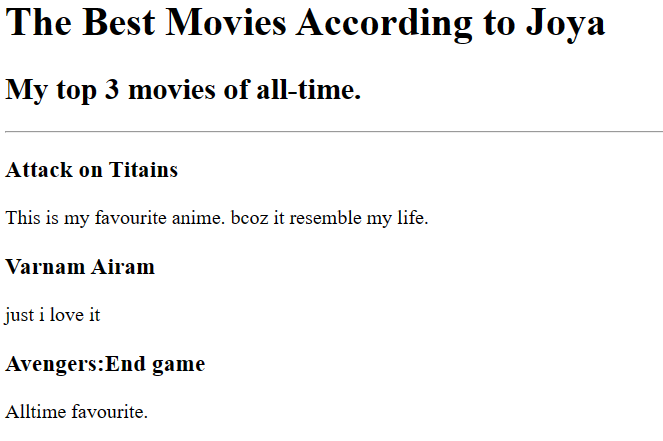 The Best Movies According to Joya
My top 3 movies of all-time.
Attack on Titains
This is my favourite anime. bcoz it resemble my life.
Varnam Airam
just i love it
Avengers:End game
Alltime favourite.